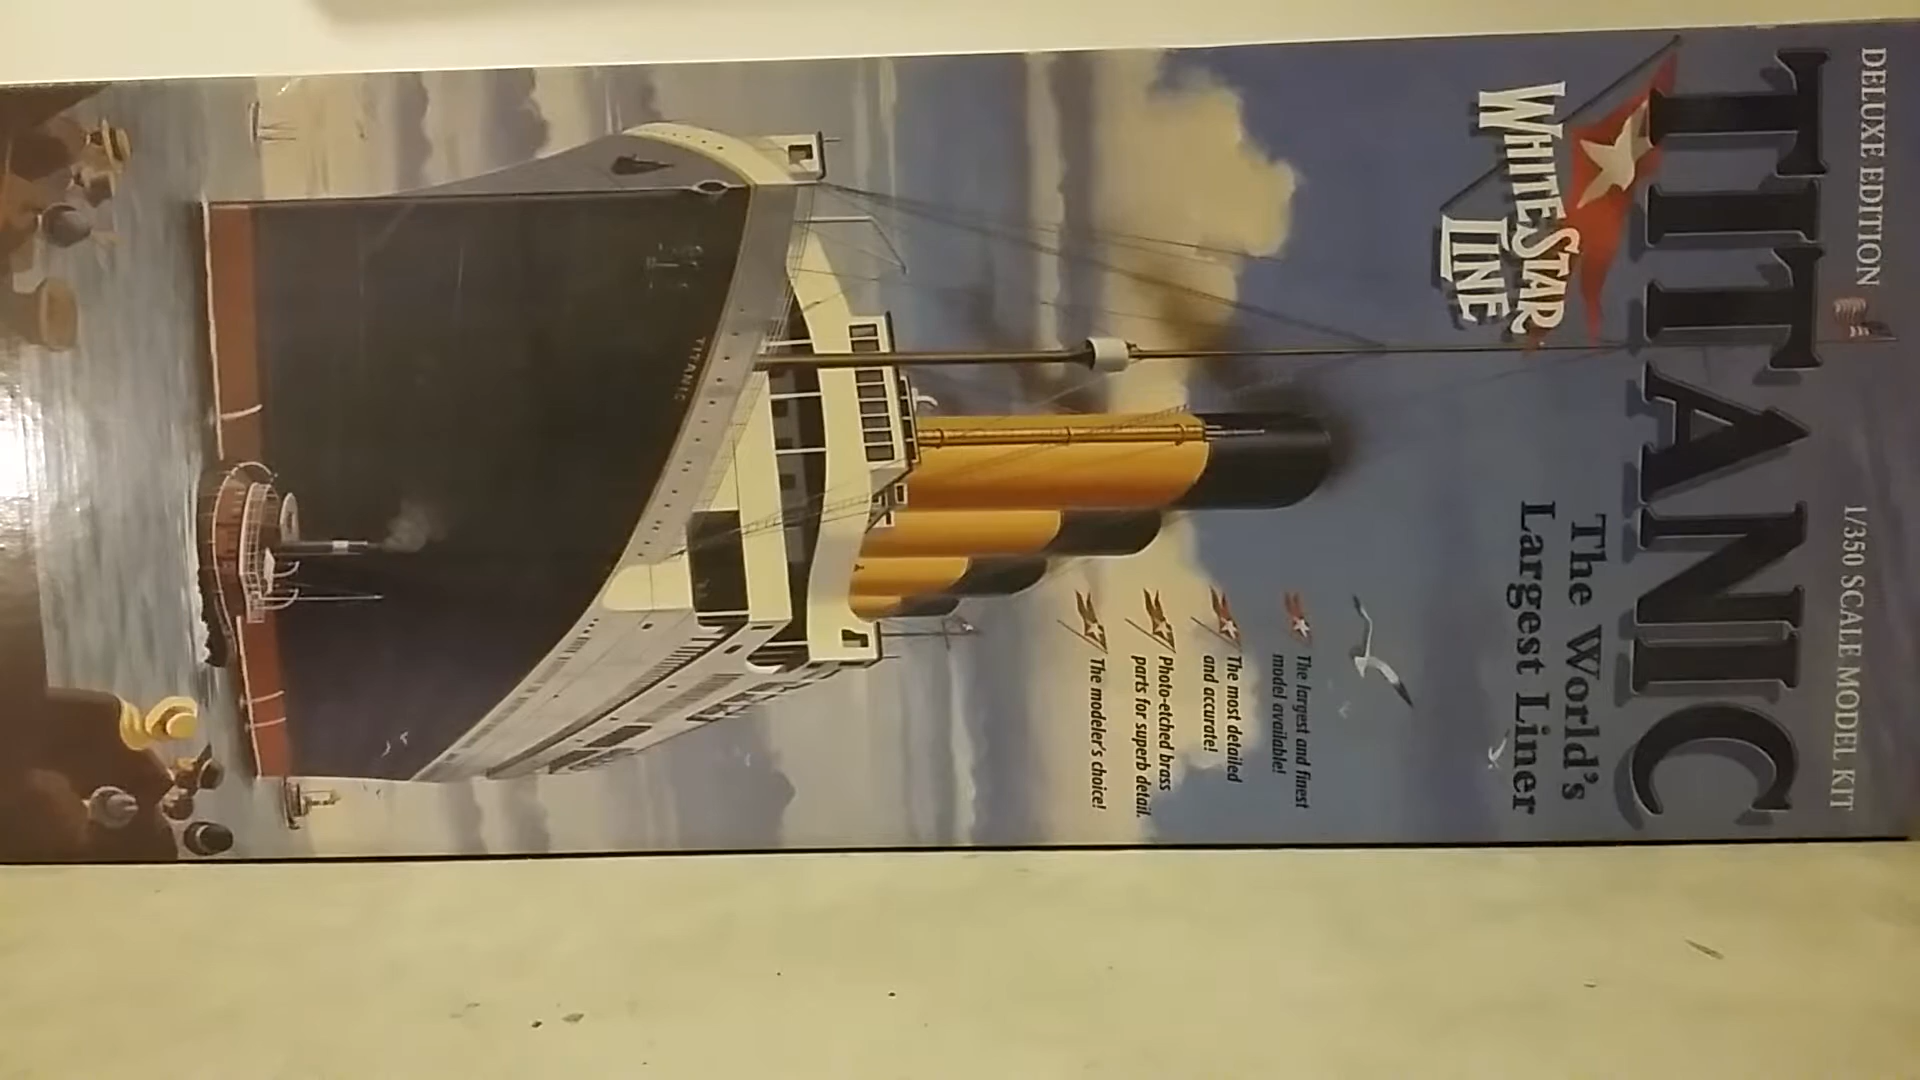 DELUXE EDITION
1/350 SCALE MODEL KIT
TITANIC
WHITE STAR
LINE
The World's
Largest Liner
The largest and finest
model available!
The most detailed
and accurate!
Photo-etched brass
parts for superb detail.
The modeler's choice!
TITANIC